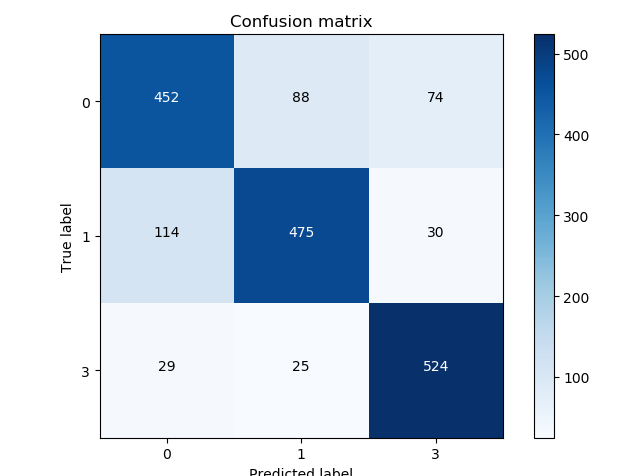 Confusion matrix
500
0 452 88 74
400
300
True label
1 114 475 30
200
3 29 25 524
100
0 1 3
Predicted label